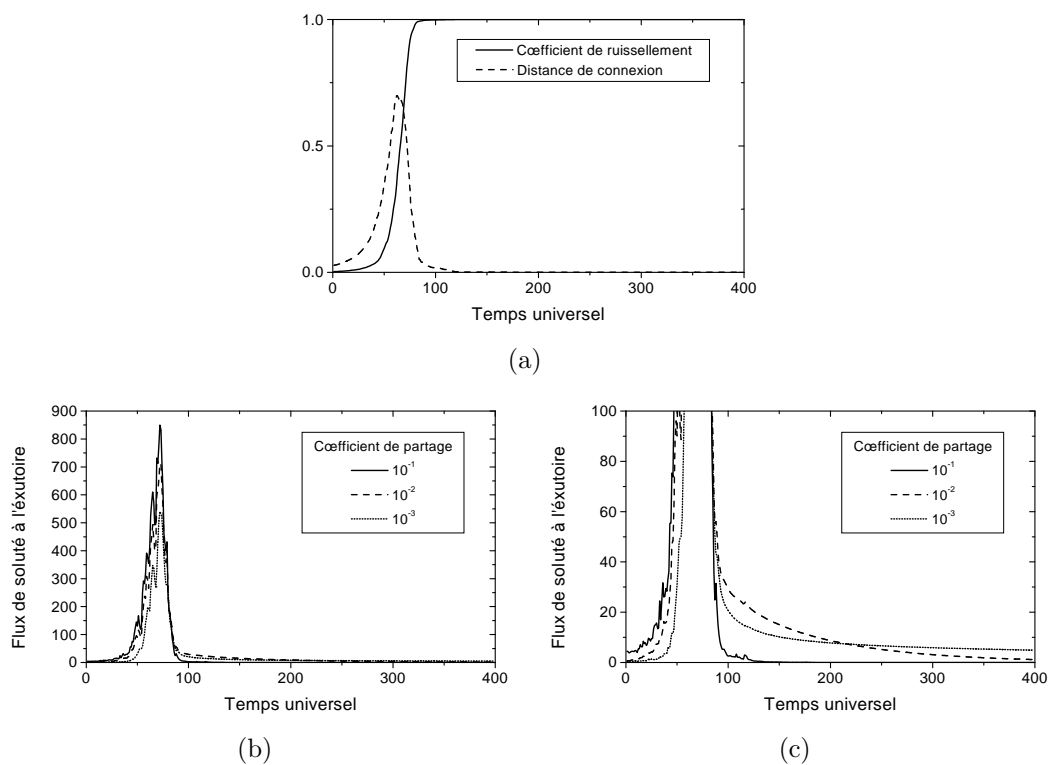 1.0
Cœfficient de ruissellement
Distance de connexion
0.5
0.0
0 100 200 300 400
Temps universel
(a)
900
800
700
600
500
400
300
200
100
0
Flux de soluté à l'éxutoire
Cœfficient de partage
10⁻¹
10⁻²
10⁻³
0 100 200 300 400
Temps universel
(b)
100
80
60
40
20
0
Flux de soluté à l'éxutoire
Cœfficient de partage
10⁻¹
10⁻²
10⁻³
0 100 200 300 400
Temps universel
(c)